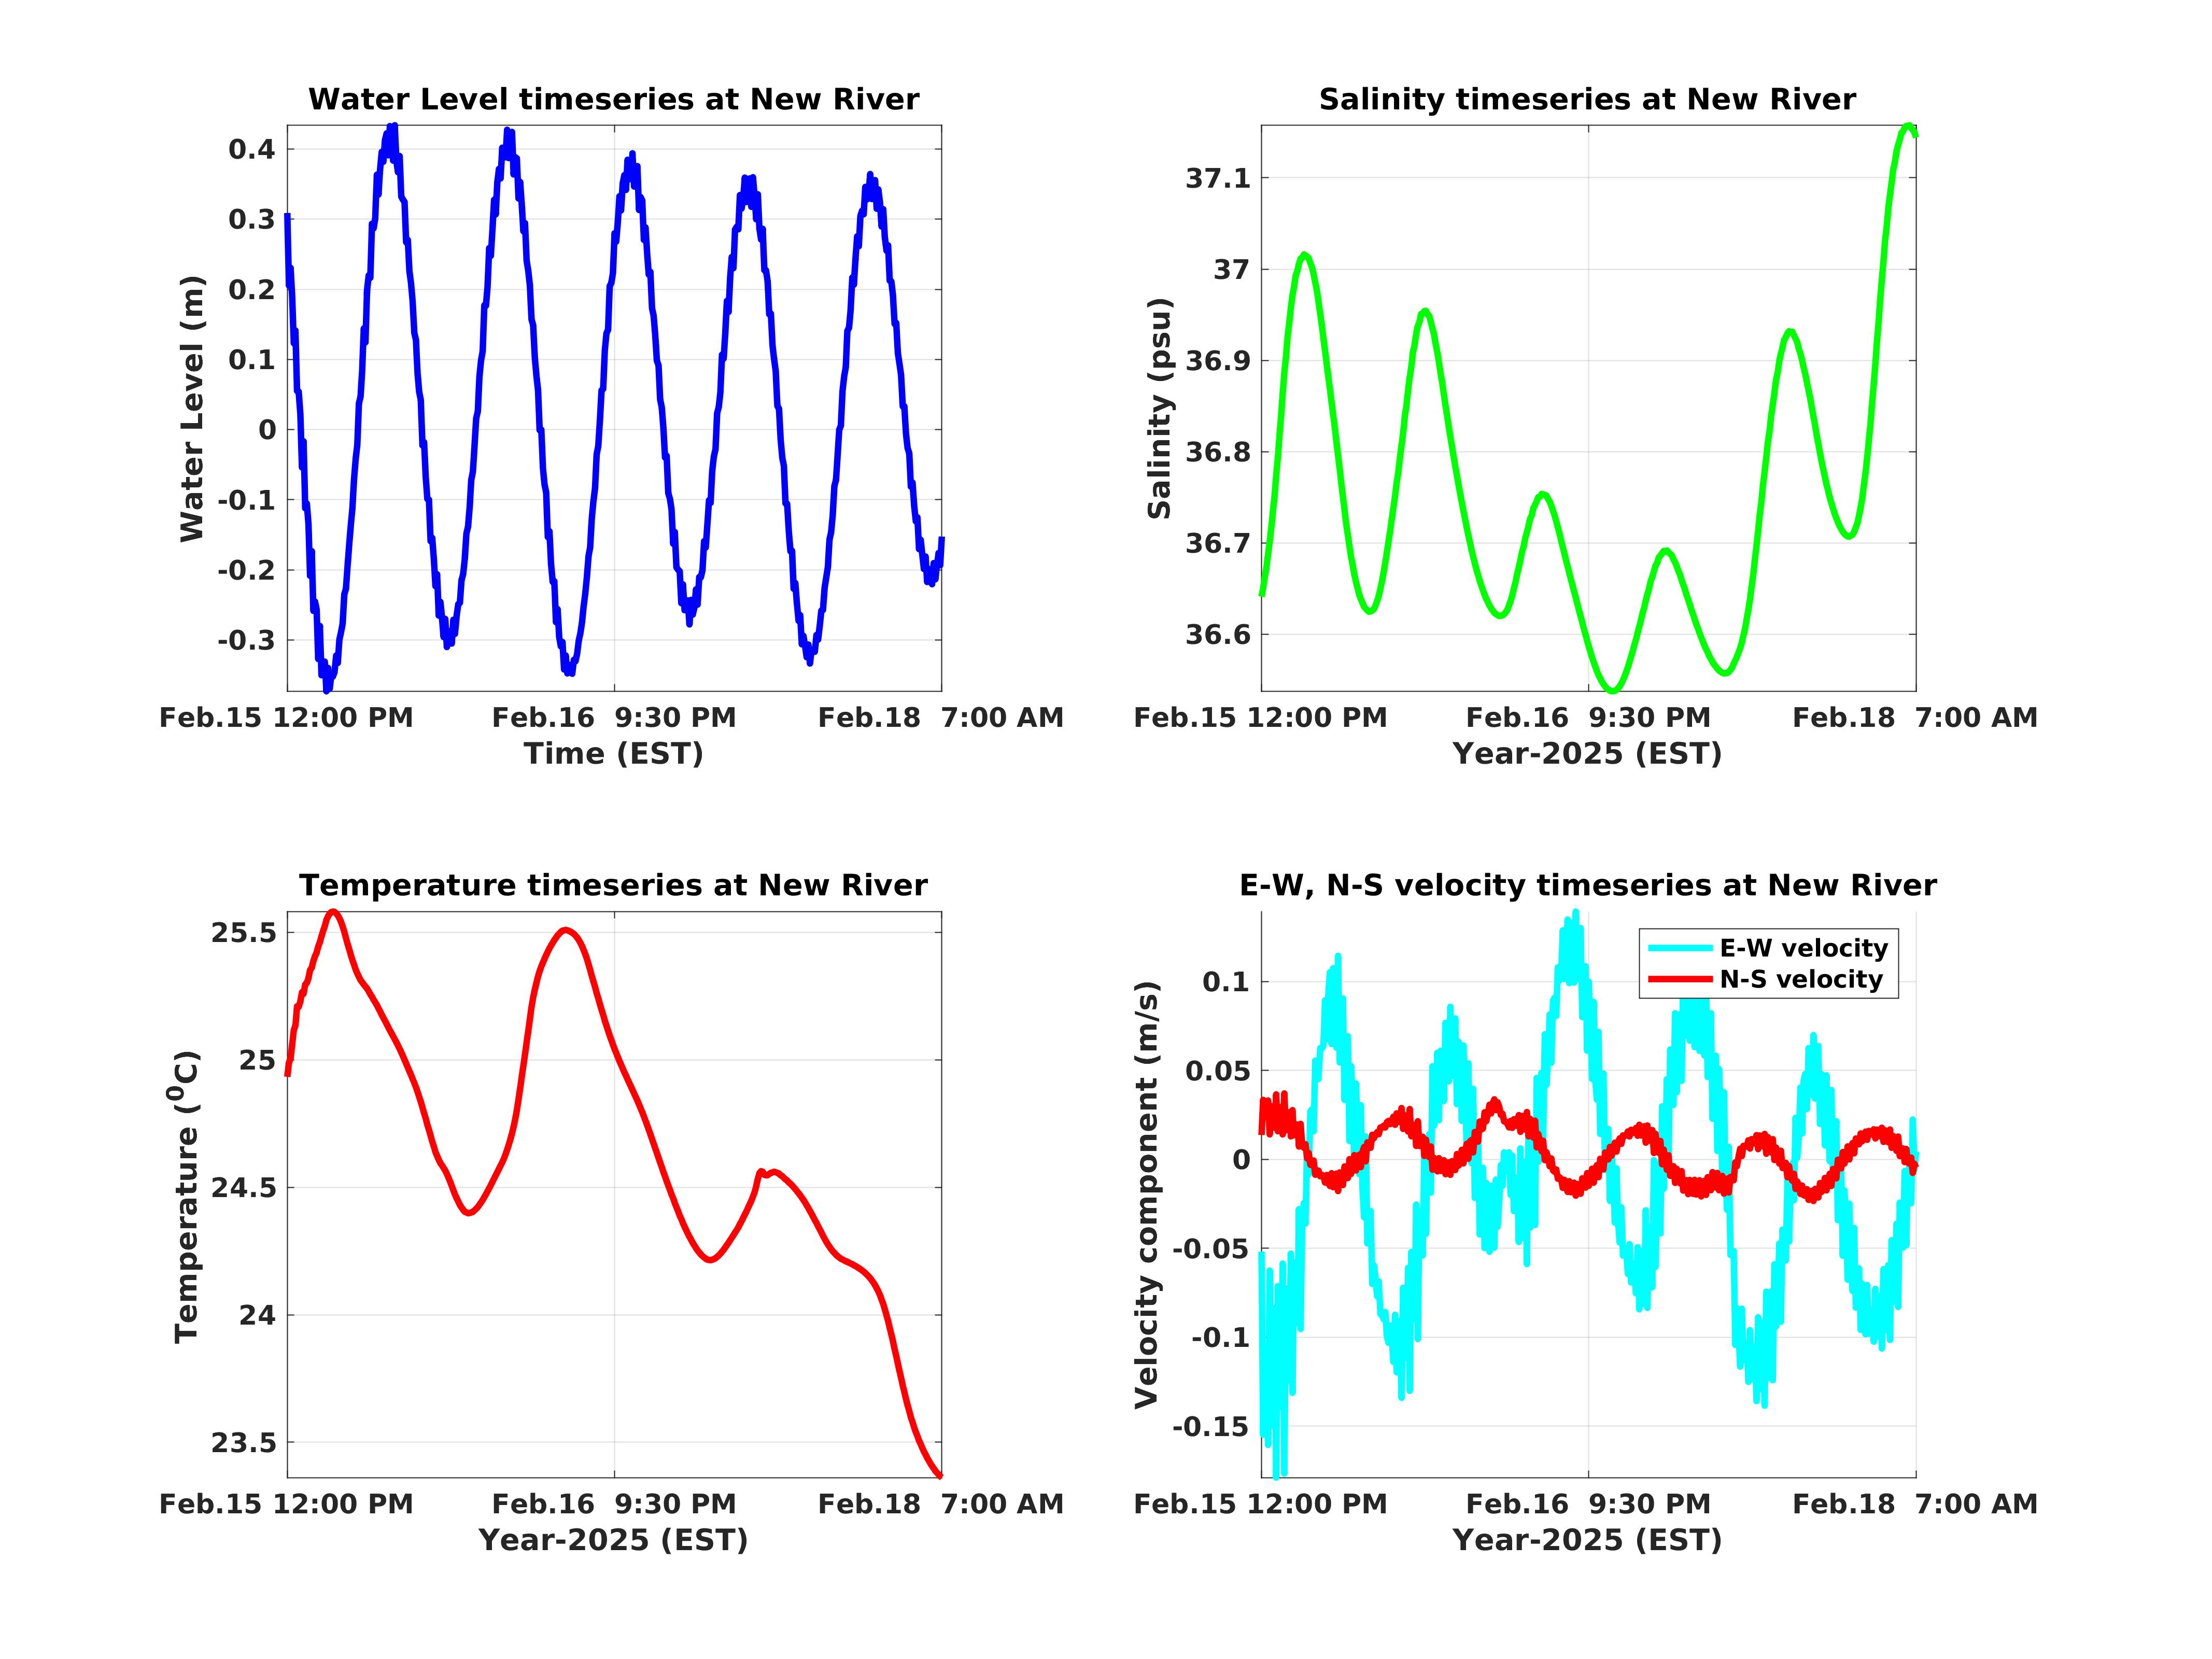 Water Level timeseries at New River
Water Level (m)
0.4
0.3
0.2
0.1
0
-0.1
-0.2
-0.3
Feb.15 12:00 PM
Feb.16  9:30 PM
Feb.18  7:00 AM
Time (EST)
Salinity timeseries at New River
Salinity (psu)
37.1
37
36.9
36.8
36.7
36.6
Feb.15 12:00 PM
Feb.16  9:30 PM
Feb.18  7:00 AM
Year-2025 (EST)
Temperature timeseries at New River
Temperature (⁰C)
25.5
25
24.5
24
23.5
Feb.15 12:00 PM
Feb.16  9:30 PM
Feb.18  7:00 AM
Year-2025 (EST)
E-W, N-S velocity timeseries at New River
Velocity component (m/s)
E-W velocity
N-S velocity
0.1
0.05
0
-0.05
-0.1
-0.15
Feb.15 12:00 PM
Feb.16  9:30 PM
Feb.18  7:00 AM
Year-2025 (EST)